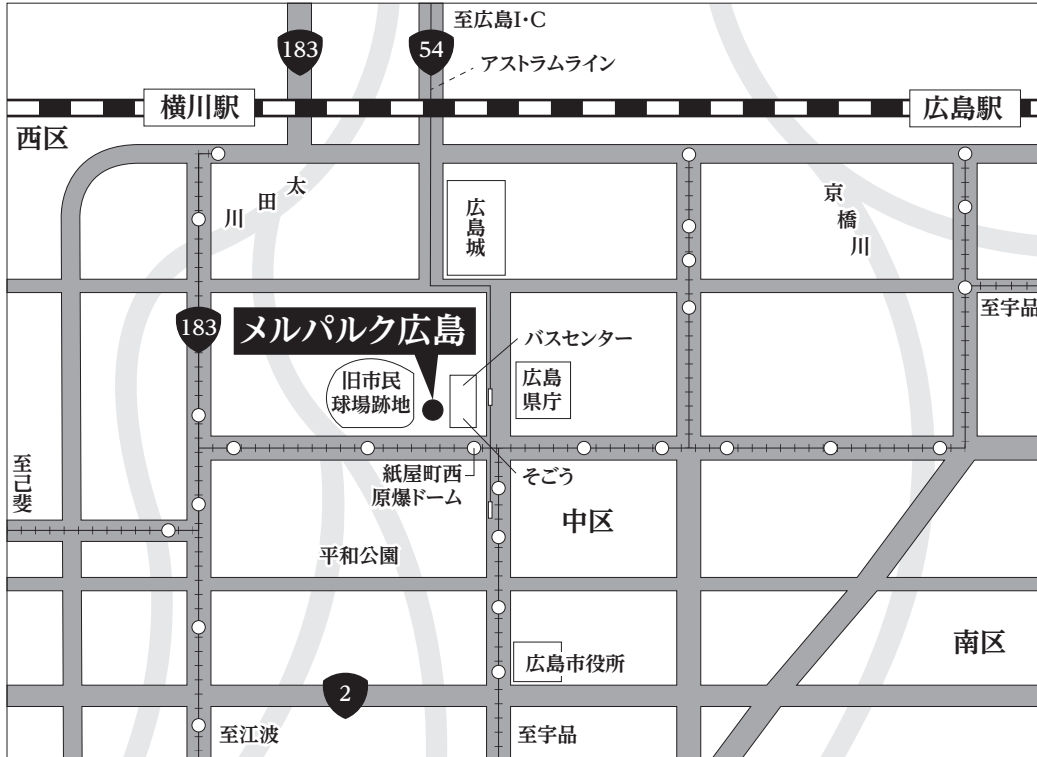 至広島I・C
183
54
アストラムライン
横川駅
広島駅
西区
太田川
広島城
京橋川
至宇品
183
メルパルク広島
バスセンター
旧市民
球場跡地
広島
県庁
至己斐
紙屋町西
原爆ドーム
そごう
中区
平和公園
南区
広島市役所
2
至江波
至宇品